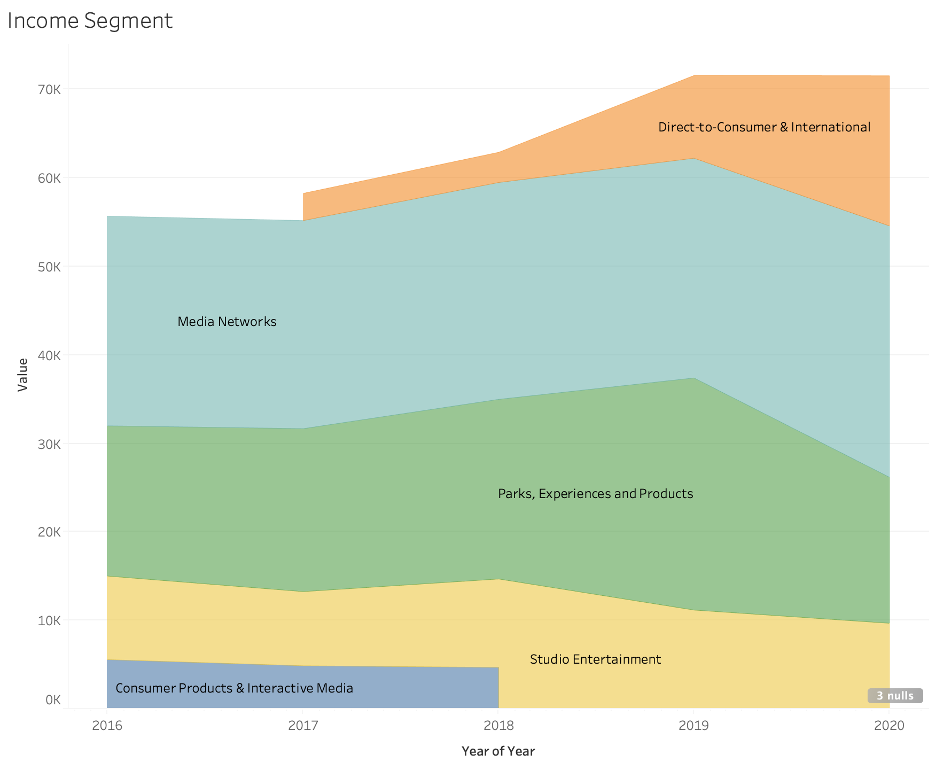 Income Segment
70K
60K
50K
40K
30K
20K
10K
0K
Value
Direct-to-Consumer & International
Media Networks
Parks, Experiences and Products
Studio Entertainment
Consumer Products & Interactive Media
3 nulls
2016 2017 2018 2019 2020
Year of Year